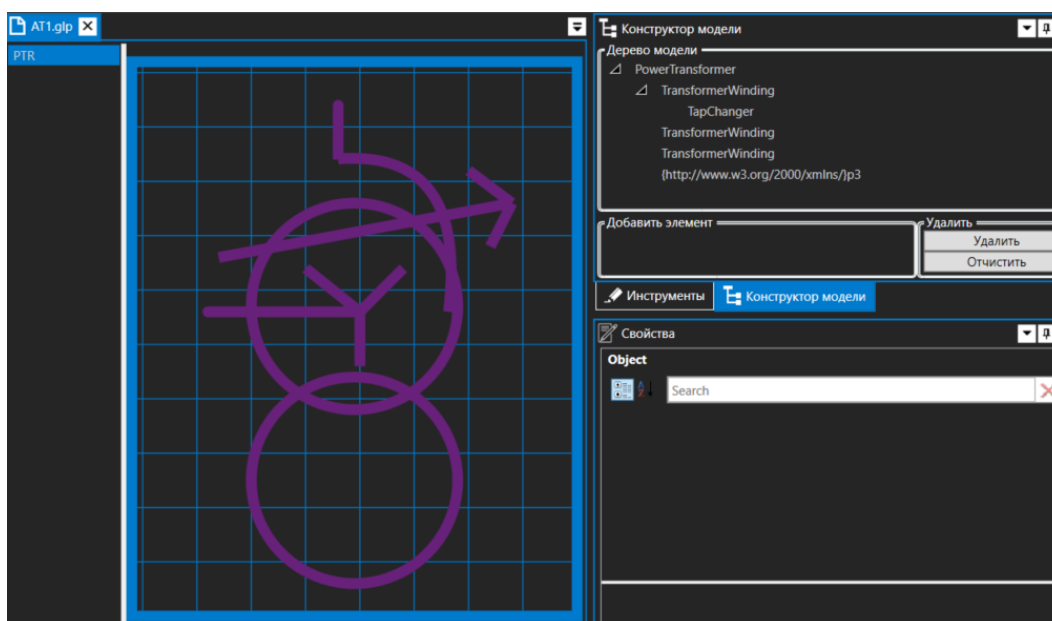 AT1.glp
PTR
Конструктор модели
Дерево модели
PowerTransformer
TransformerWinding
TapChanger
TransformerWinding
TransformerWinding
{http://www.w3.org/2000/xmlns/}p3
Добавить элемент
Удалить
Удалить
Отчистить
Инструменты
Конструктор модели
Свойства
Object
A
Z
Search